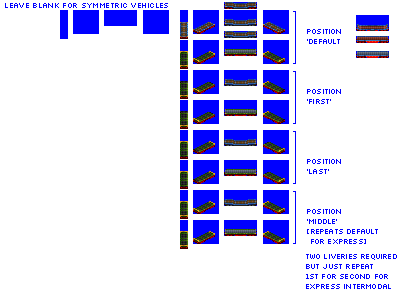 LEAVE BLANK FOR SYMMETRIC VEHICLES
POSITION
'DEFAULT
POSITION
'FIRST'
POSITION
'LAST'
POSITION
'MIDDLE'
[REPEATS DEFAULT
FOR EXPRESS]
TWO LIVERIES REQUIRED
BUT JUST REPEAT
1ST FOR SECOND FOR
EXPRESS INTERMODAL